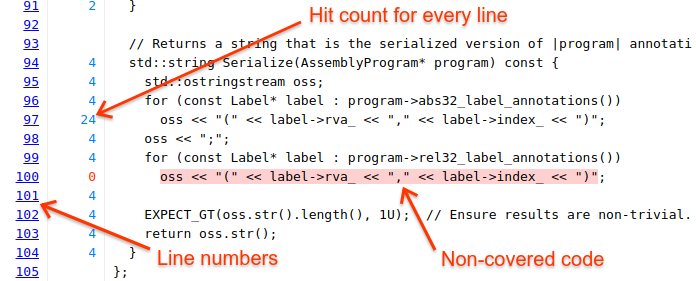 Hit count for every line
91 2 }
92
93 // Returns a string that is the serialized version of |program| annotati
94 4 std::string Serialize(AssemblyProgram* program) const {
95 4 std::ostringstream oss;
96 4 for (const Label* label : program->abs32_label_annotations())
97 24 oss << "(" << label->rva_ << "," << label->index_ << ")";
98 4 oss << ";";
99 4 for (const Label* label : program->rel32_label_annotations())
100 0 oss << "(" << label->rva_ << "," << label->index_ << ")";
101 4
102 4 EXPECT_GT(oss.str().length(), 1U); // Ensure results are non-trivial.
103 4 return oss.str();
104 4 }
105 };
Line numbers
Non-covered code